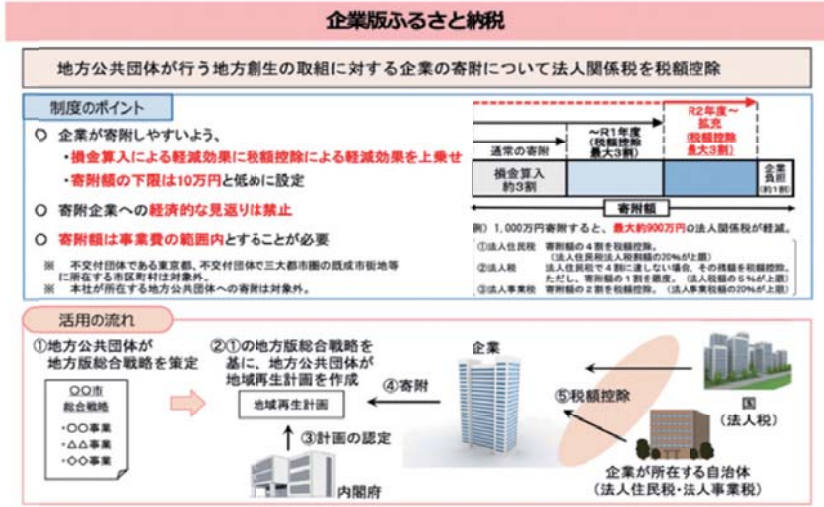 企業版ふるさと納税
地方公共団体が行う地方創生の取組に対する企業の寄附について法人関係税を税額控除
制度のポイント
○ 企業が寄附しやすいよう、
・損金算入による軽減効果に税額控除による軽減効果を上乗せ
・寄附額の下限は10万円と低めに設定
○ 寄附企業への経済的な見返りは禁止
○ 寄附額は事業費の範囲内とすることが必要
※ 不交付団体である東京都、不交付団体で三大都市圏の既成市街地等
に所在する市区町村は対象外。
※ 本社が所在する地方公共団体への寄附は対象外。
通常の寄附
～R1年度
(税額控除
最大3割)
R2年度～
拡充
(税額控除
最大3割)
損金算入
約3割
企業
負担
(約1割)
寄附額
例) 1,000万円寄附すると、最大約900万円の法人関係税が軽減。
①法人住民税 寄附額の4割を税額控除。
(法人住民税法人税割額の20%が上限)
②法人税 法人住民税で4割に達しない場合、その残額を税額控除。
ただし、寄附額の1割を限度。(法人税額の5%が上限)
③法人事業税 寄附額の2割を税額控除。(法人事業税額の20%が上限)
活用の流れ
①地方公共団体が
地方版総合戦略を策定
○○市
総合戦略
・○○事業
・△△事業
・◇◇事業
②①の地方版総合戦略を
基に、地方公共団体が
地域再生計画を作成
地域再生計画
③計画の認定
内閣府
④寄附
企業
⑤税額控除
国
(法人税)
企業が所在する自治体
(法人住民税・法人事業税)